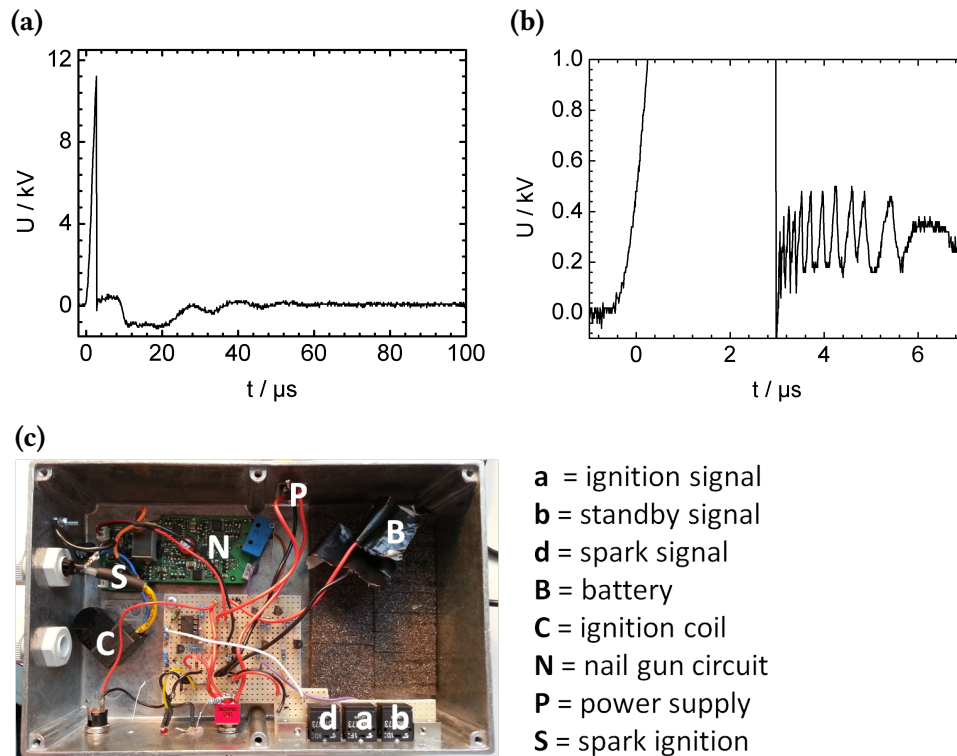 (a)
12
8
4
0
U / kV
0 20 40 60 80 100
t / µs
(b)
1.0
0.8
0.6
0.4
0.2
0.0
U / kV
0 2 4 6
t / µs
(c)
P
B
N
S
C
d a b
a = ignition signal
b = standby signal
d = spark signal
B = battery
C = ignition coil
N = nail gun circuit
P = power supply
S = spark ignition